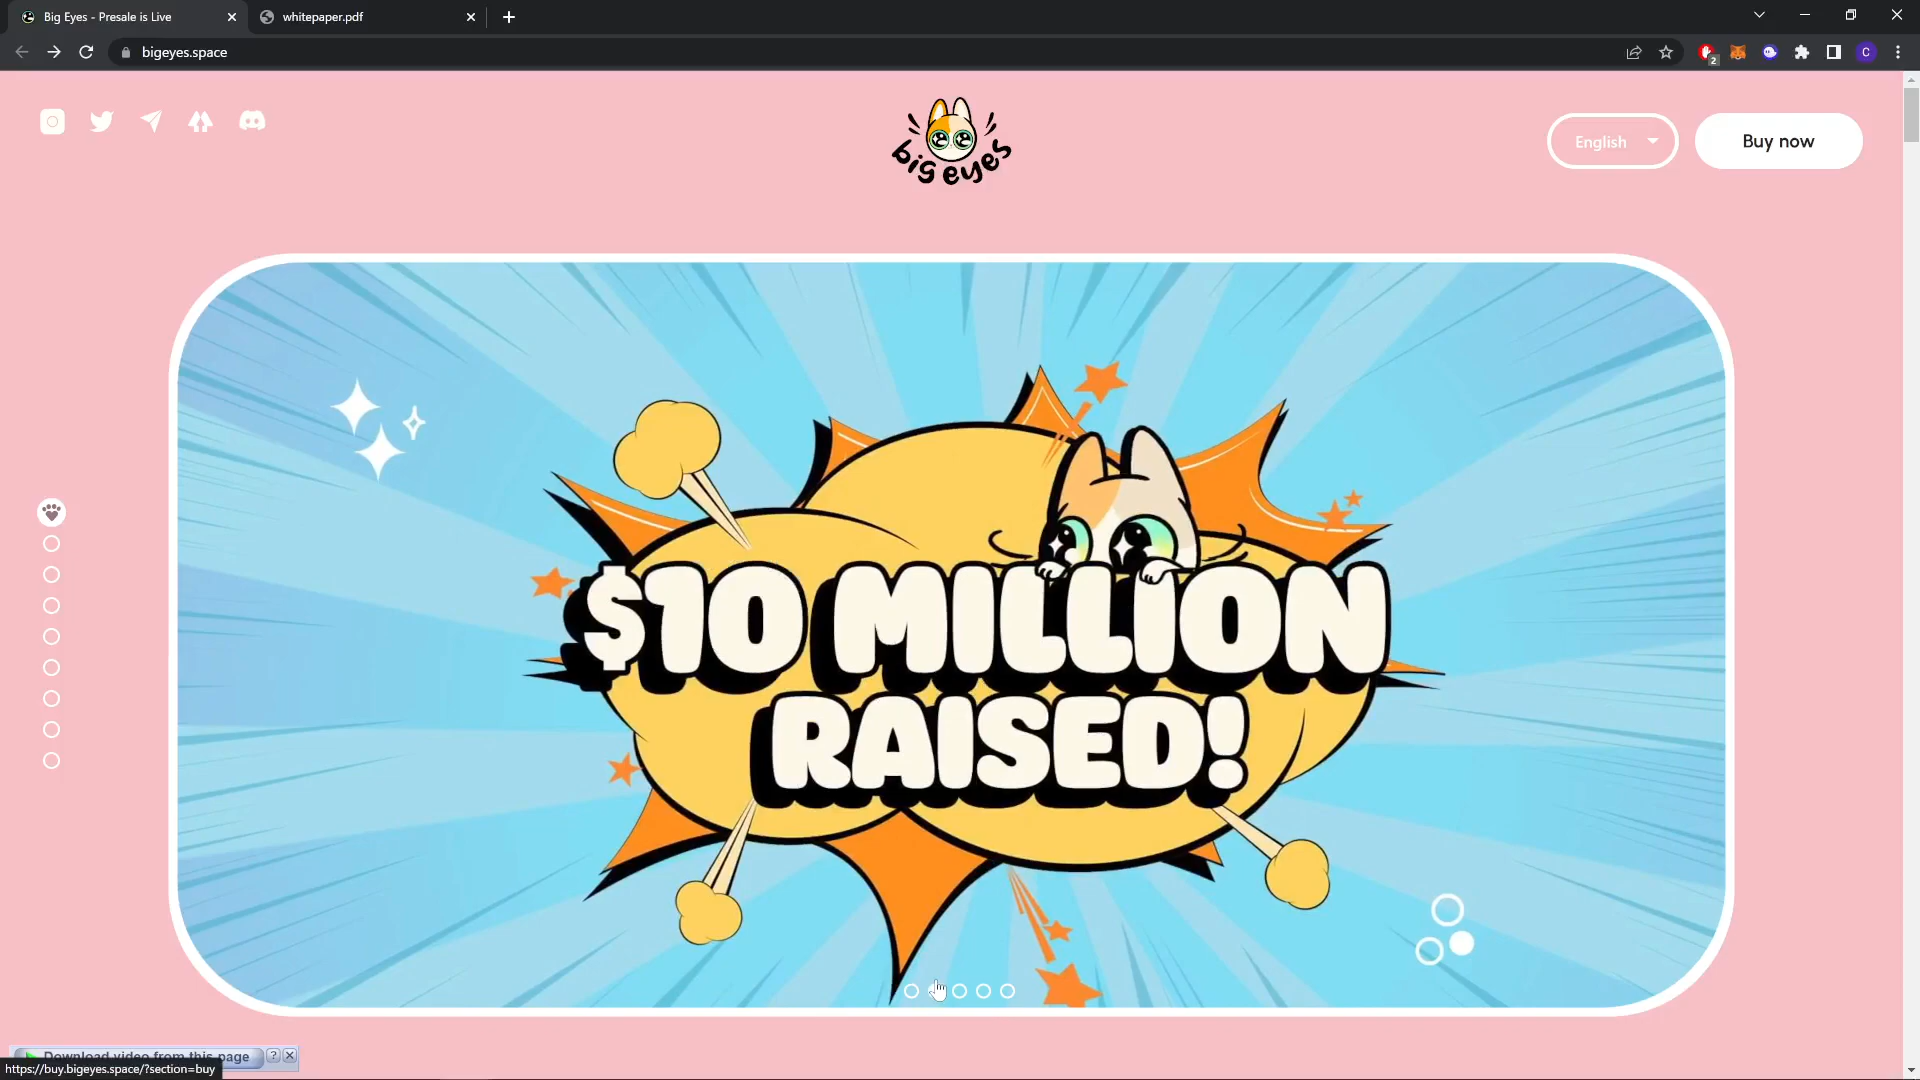 Big Eyes - Presale is Live
whitepaper.pdf
bigeyes.space
2
C
big eyes
English
Buy now
$10 MILLION
RAISED!
Download video from this page
?
https://buy.bigeyes.space/?section=buy